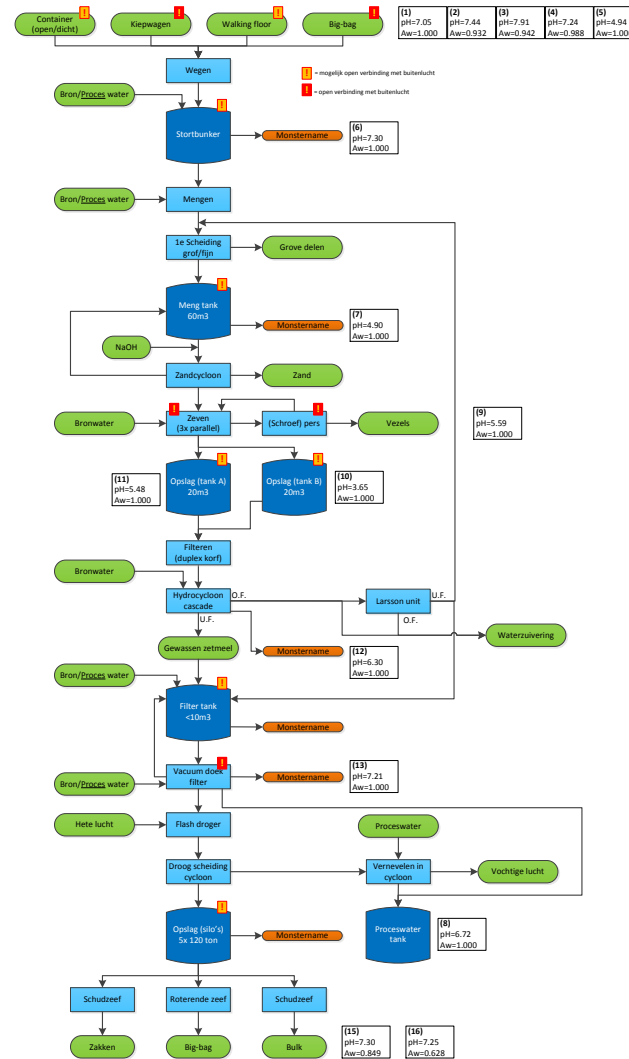 Container
(open/dicht)
!
Kiepwagen
!
Walking floor
!
Big-bag
!
(1)
pH=7.05
Aw=1.000
(2)
pH=7.44
Aw=0.932
(3)
pH=7.91
Aw=0.942
(4)
pH=7.24
Aw=0.988
(5)
pH=4.94
Aw=1.00
Wegen
! = mogelijk open verbinding met buitenlucht
! = open verbinding met buitenlucht
Bron/Proces water
!
Stortbunker
Monstername
(6)
pH=7.30
Aw=1.000
Bron/Proces water
Mengen
1e Scheiding
grof/fijn
Grove delen
!
Meng tank
60m3
Monstername
(7)
pH=4.90
Aw=1.000
NaOH
Zandcycloon
Zand
Bronwater
!
Zeven
(3x parallel)
!
(Schroef) pers
Vezels
(9)
pH=5.59
Aw=1.000
(11)
pH=5.48
Aw=1.000
!
Opslag (tank A)
20m3
!
Opslag (tank B)
20m3
(10)
pH=3.65
Aw=1.000
Filteren
(duplex korf)
Bronwater
Hydrocycloon
cascade
O.F.
U.F.
Larsson unit
U.F.
O.F.
Waterzuivering
Gewassen zetmeel
Monstername
(12)
pH=6.30
Aw=1.000
Bron/Proces water
!
Filter tank
<10m3
Monstername
!
Vacuum doek
filter
Monstername
(13)
pH=7.21
Aw=1.000
Bron/Proces water
Hete lucht
Flash droger
Proceswater
Droog scheiding
cycloon
Vernevelen in
cycloon
Vochtige lucht
!
Opslag (silo's)
5x 120 ton
Monstername
Proceswater
tank
(8)
pH=6.72
Aw=1.000
Schudzeef
Roterende zeef
Schudzeef
Zakken
Big-bag
Bulk
(15)
pH=7.30
Aw=0.849
(16)
pH=7.25
Aw=0.628